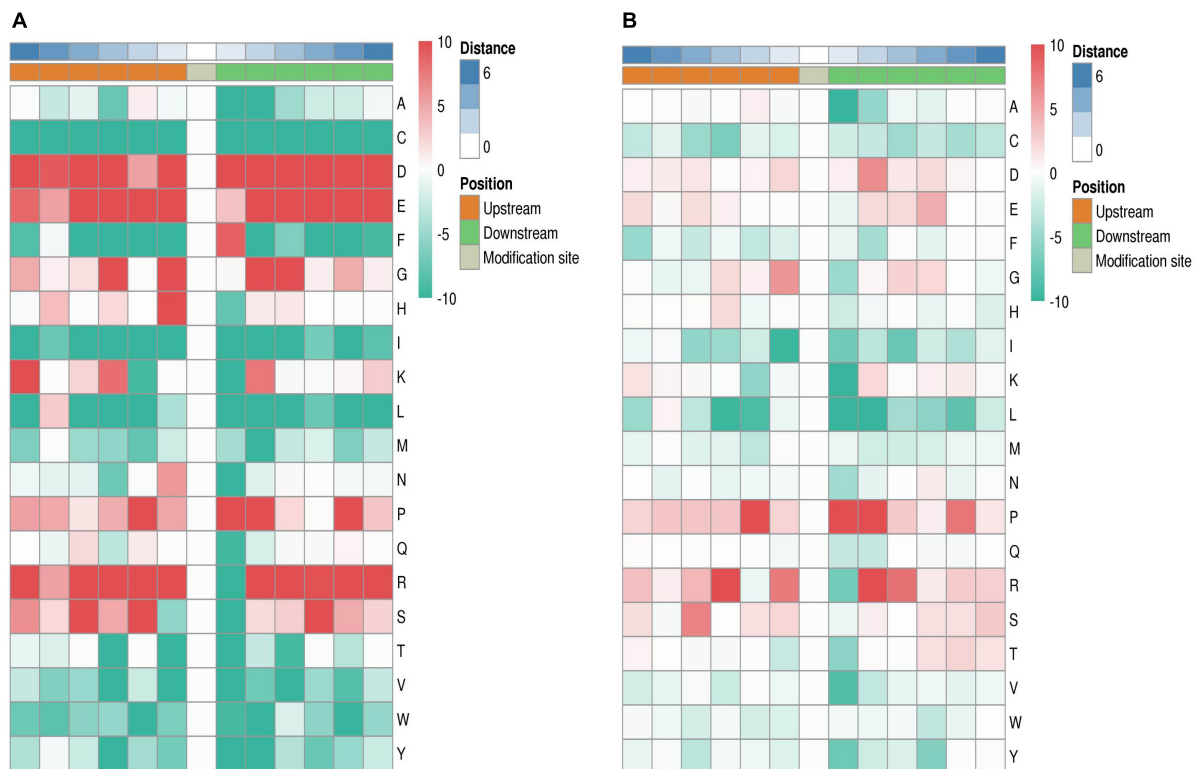 A
10
5
0
-5
-10
Distance
6
0
Position
Upstream
Downstream
Modification site
A
C
D
E
F
G
H
I
K
L
M
N
P
Q
R
S
T
V
W
Y
B
10
5
0
-5
-10
Distance
6
0
Position
Upstream
Downstream
Modification site
A
C
D
E
F
G
H
I
K
L
M
N
P
Q
R
S
T
V
W
Y